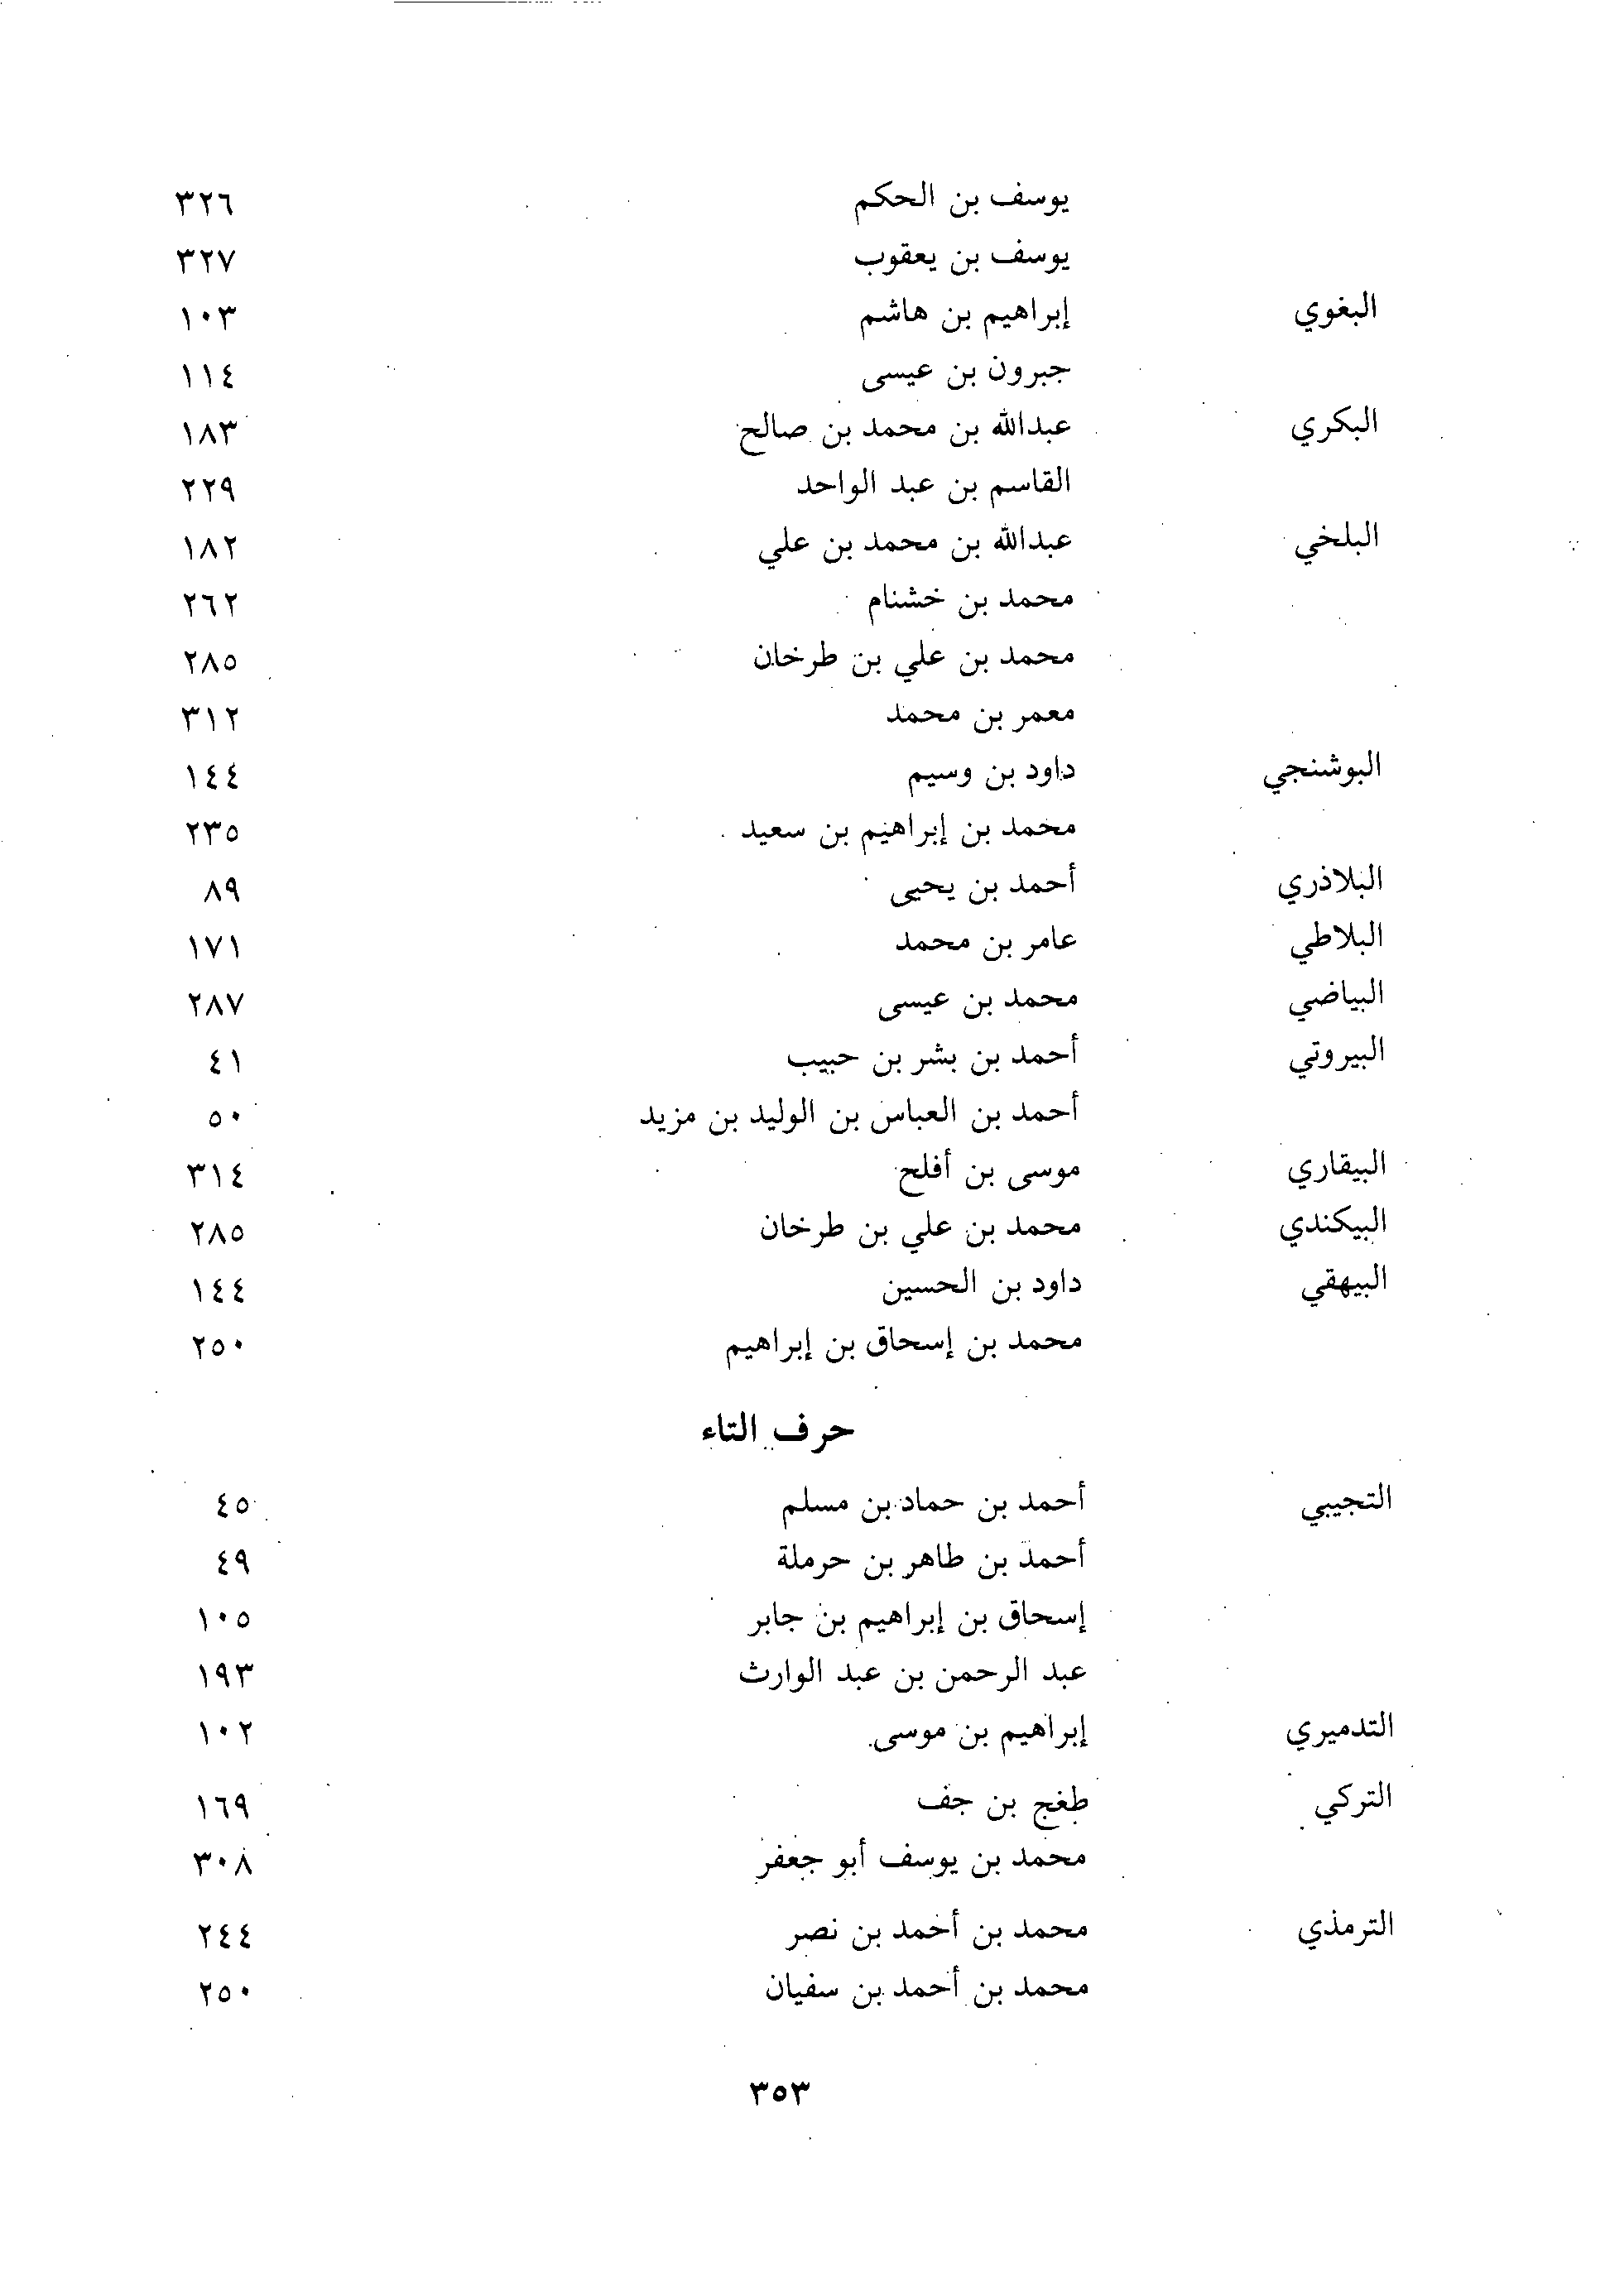 يوسف بن الحكم ٣٢٦
يوسف بن يعقوب ٣٢٧
البغوي إبراهيم بن هاشم ١٠٣
جبرون بن عيسى ١١٤
البكري عبدالله بن محمد بن صالح ١٨٣
القاسم بن عبد الواحد ٢٢٩
البلخي عبدالله بن محمد بن علي ١٨٢
محمد بن خشنام ٢٦٢
محمد بن علي بن طرخان ٢٨٥
معمر بن محمد ٣١٢
البوشنجي داود بن وسيم ١٤٤
محمد بن إبراهيم بن سعيد ٢٣٥
البلاذري أحمد بن يحيى ٨٩
البلاطي عامر بن محمد ١٧١
البياضي محمد بن عيسى ٢٨٧
البيروتي أحمد بن بشر بن حبيب ٤١
أحمد بن العباس بن الوليد بن مزيد ٥٠
البيقاري موسى بن أفلح ٣١٤
البيكندي محمد بن علي بن طرخان ٢٨٥
البيهقي داود بن الحسين ١٤٤
محمد بن إسحاق بن إبراهيم ٢٥٠
حرف التاء
التجيبي أحمد بن حماد بن مسلم ٤٥
أحمد بن طاهر بن حرملة ٤٩
إسحاق بن إبراهيم بن جابر ١٠٥
عبد الرحمن بن عبد الوارث ١٩٣
التدميري إبراهيم بن موسى ١٠٢
التركي طغج بن جف ١٦٩
محمد بن يوسف أبو جعفر ٣٠٨
الترمذي محمد بن أحمد بن نصر ٢٤٤
محمد بن أحمد بن سفيان ٢٥٠
٣٥٣